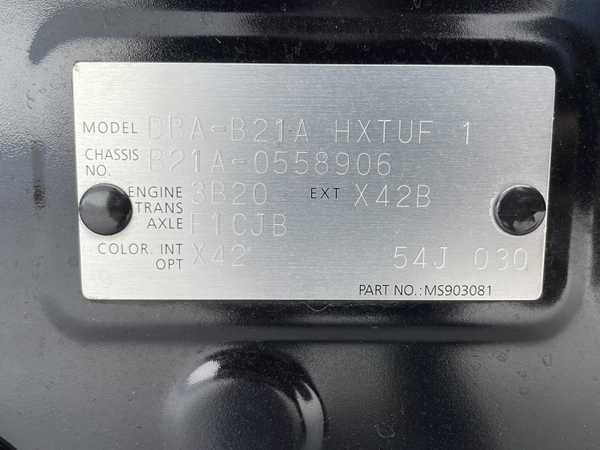 MODEL DBA-B21A HXTUF 1
CHASSIS NO. B21A-0558906
ENGINE 3B20 EXT X42B
TRANS AXLE F1CJB
COLOR. INT X42
OPT 54J 030
PART NO.:MS903081